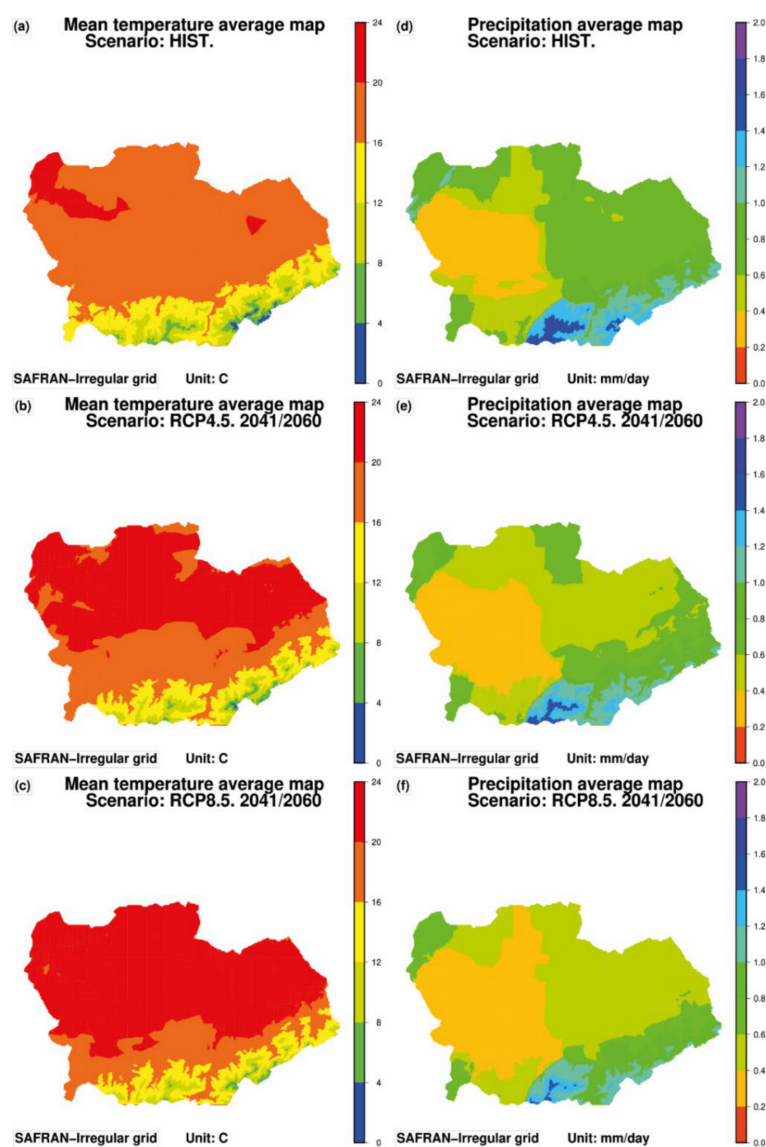 (a)
Mean temperature average map
Scenario: HIST.
24
20
16
12
8
4
0
SAFRAN-Irregular grid Unit: C
(d)
Precipitation average map
Scenario: HIST.
2.0
1.8
1.6
1.4
1.2
1.0
0.8
0.6
0.4
0.2
0.0
SAFRAN-Irregular grid Unit: mm/day
(b)
Mean temperature average map
Scenario: RCP4.5. 2041/2060
24
20
16
12
8
4
0
SAFRAN-Irregular grid Unit: C
(e)
Precipitation average map
Scenario: RCP4.5. 2041/2060
2.0
1.8
1.6
1.4
1.2
1.0
0.8
0.6
0.4
0.2
0.0
SAFRAN-Irregular grid Unit: mm/day
(c)
Mean temperature average map
Scenario: RCP8.5. 2041/2060
24
20
16
12
8
4
0
SAFRAN-Irregular grid Unit: C
(f)
Precipitation average map
Scenario: RCP8.5. 2041/2060
2.0
1.8
1.6
1.4
1.2
1.0
0.8
0.6
0.4
0.2
0.0
SAFRAN-Irregular grid Unit: mm/day